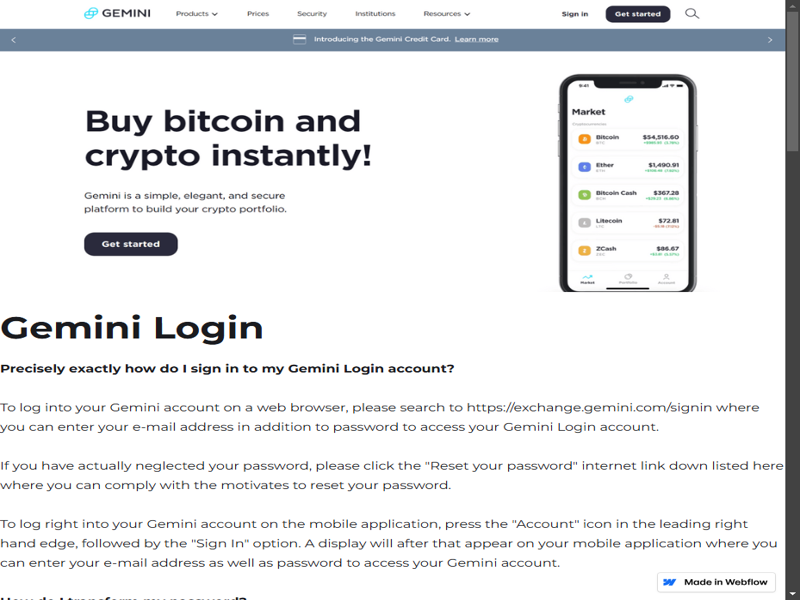 GEMINI
Products
Prices
Security
Institutions
Resources
Sign in
Get started
Introducing the Gemini Credit Card. Learn more
Buy bitcoin and
crypto instantly!
Gemini is a simple, elegant, and secure
platform to build your crypto portfolio.
Get started
9:41
Market
Bitcoin $54,516.60
BTC
Ether $1,490.91
ETH
Bitcoin Cash $367.28
BCH
Litecoin $72.81
LTC
ZCash $86.67
ZEC
Market Portfolio Account
Gemini Login
Precisely exactly how do I sign in to my Gemini Login account?
To log into your Gemini account on a web browser, please search to https://exchange.gemini.com/signin where
you can enter your e-mail address in addition to password to access your Gemini Login account.
If you have actually neglected your password, please click the "Reset your password" internet link down listed here
where you can comply with the motivates to reset your password.
To log right into your Gemini account on the mobile application, press the "Account" icon in the leading right
hand edge, followed by the "Sign In" option. A display will after that appear on your mobile application where you
can enter your e-mail address as well as password to access your Gemini account.
Made in Webflow
How do I transform my password?